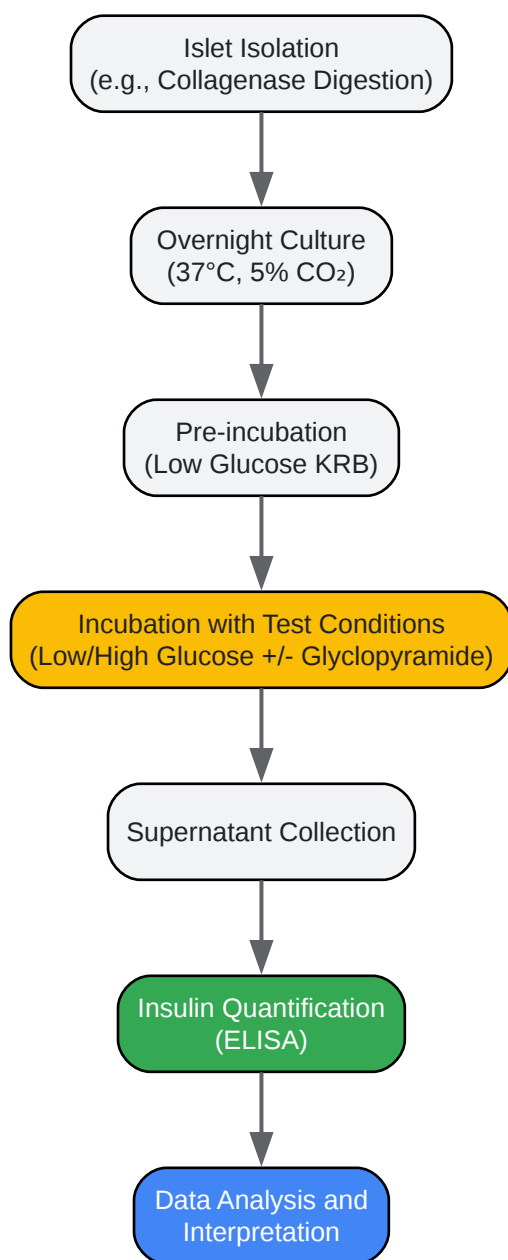 Islet Isolation
(e.g., Collagenase Digestion)
Overnight Culture
(37°C, 5% CO₂)
Pre-incubation
(Low Glucose KRB)
Incubation with Test Conditions
(Low/High Glucose +/- Glyclopyramide)
Supernatant Collection
Insulin Quantification
(ELISA)
Data Analysis and
Interpretation